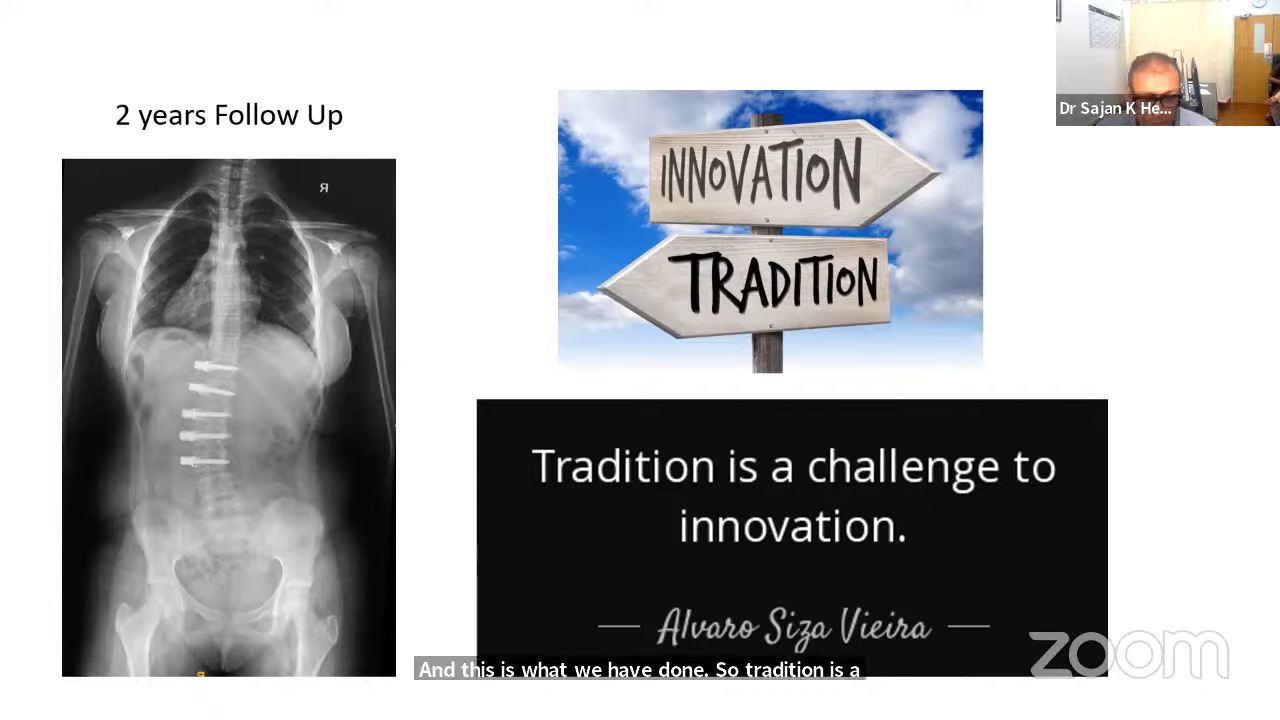 2 years Follow Up
R
INNOVATION
TRADITION
Tradition is a challenge to
innovation.
Alvaro Siza Vieira
And this is what we have done. So tradition is a
Dr Sajan K He...
zoom